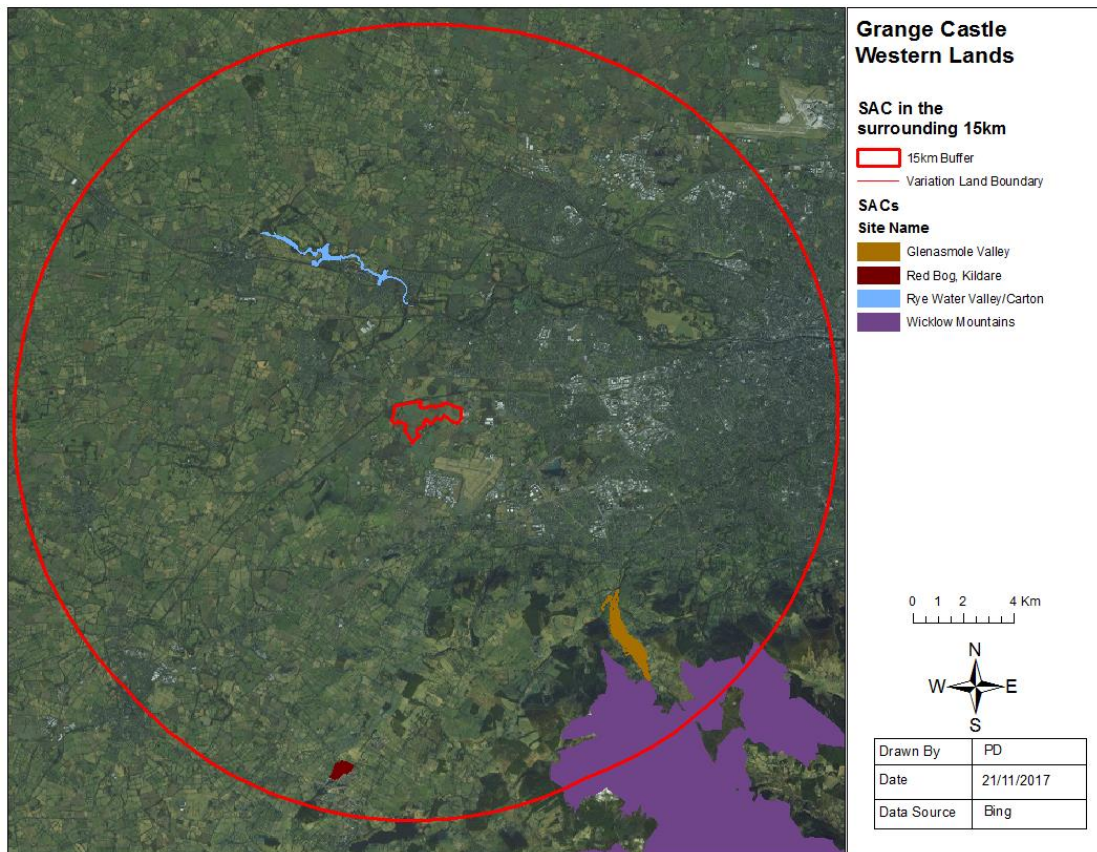 Grange Castle
Western Lands
SAC in the
surrounding 15km
15km Buffer
Variation Land Boundary
SACs
Site Name
Glenasmole Valley
Red Bog, Kildare
Rye Water Valley/Carton
Wicklow Mountains
0 1 2 4 Km
N
W E
S
Drawn By PD
Date 21/11/2017
Data Source Bing